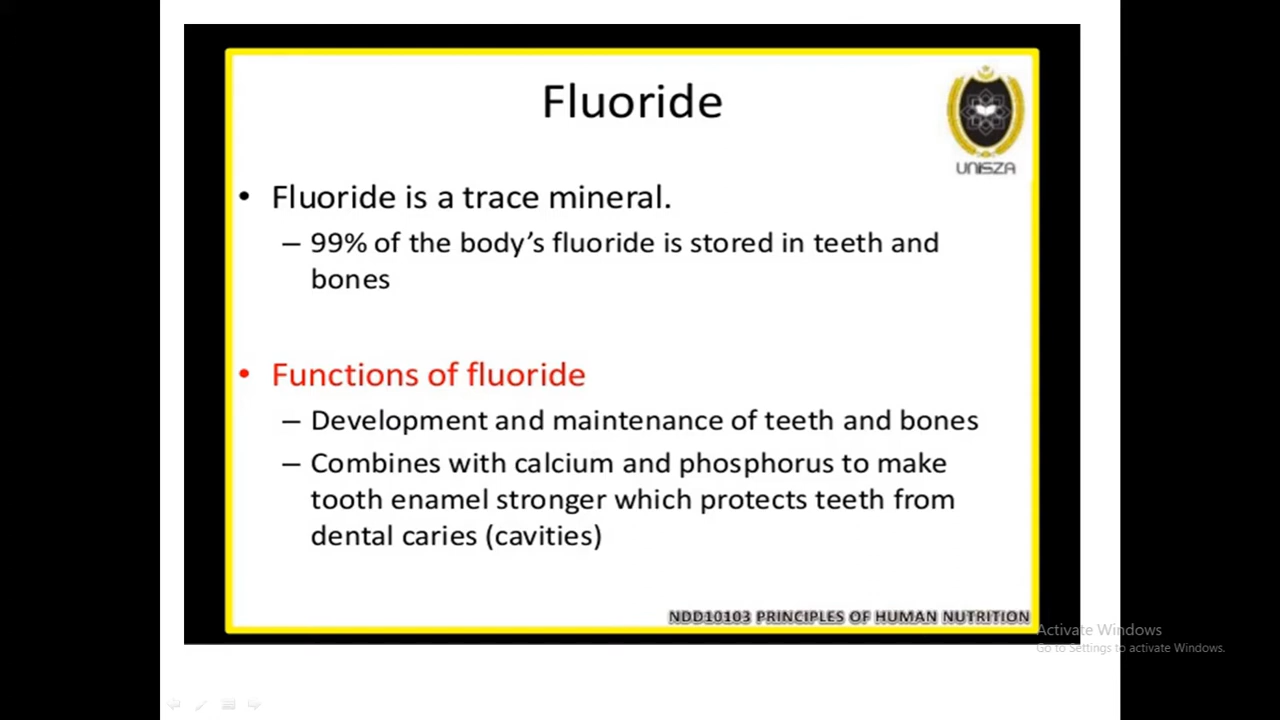 Fluoride
UNISZA
• Fluoride is a trace mineral.
– 99% of the body’s fluoride is stored in teeth and
bones
• Functions of fluoride
– Development and maintenance of teeth and bones
– Combines with calcium and phosphorus to make
tooth enamel stronger which protects teeth from
dental caries (cavities)
NDD10103 PRINCIPLES OF HUMAN NUTRITION
Activate Windows
Go to Settings to activate Windows.